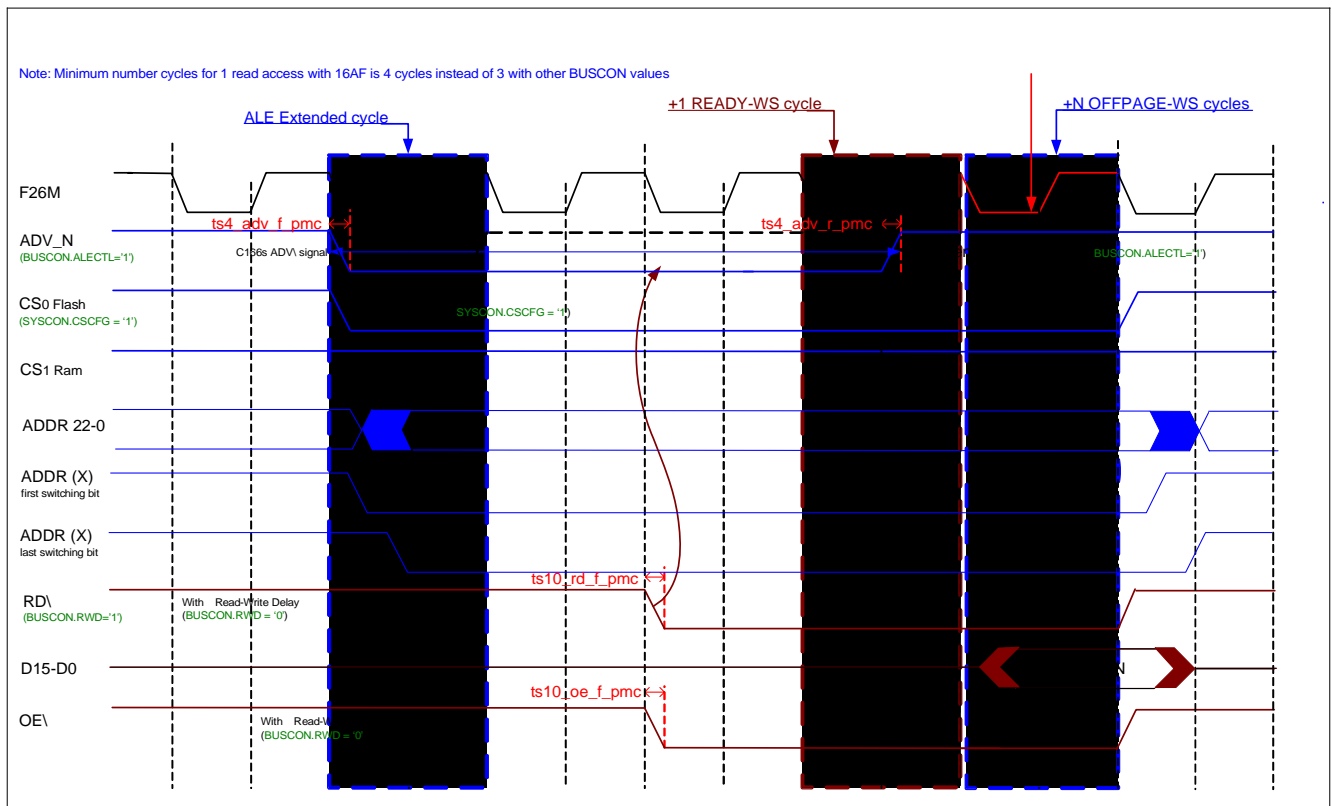 Note: Minimum number cycles for 1 read access with 16AF is 4 cycles instead of 3 with other BUSCON values
+1 READY-WS cycle
+N OFFPAGE-WS cycles
ALE Extended cycle
F26M
ts4_adv_f_pmc
ts4_adv_r_pmc
ADV_N
(BUSCON.ALECTL='1')
C166s ADV\ signal
BUSCON.ALECTL='1')
CS0 Flash
(SYSCON.CSCFG = '1')
SYSCON.CSCFG = '1')
CS1 Ram
ADDR 22-0
ADDR (X)
first switching bit
ADDR (X)
last switching bit
ts10_rd_f_pmc
RD\
(BUSCON.RWD='1')
With Read-Write Delay
(BUSCON.RWD = '0')
D15-D0
N
ts10_oe_f_pmc
OE\
With Read-W
(BUSCON.RWD = '0'